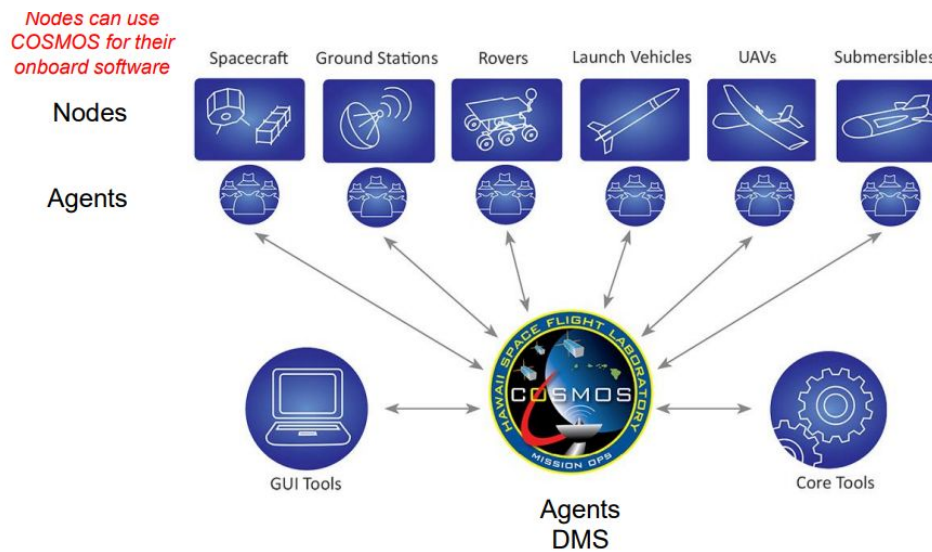 Nodes can use
COSMOS for their
onboard software
Spacecraft
Ground Stations
Rovers
Launch Vehicles
UAVs
Submersibles
Nodes
Agents
HAWAII SPACE FLIGHT LABORATORY
COSMOS
MISSION OPS
GUI Tools
Core Tools
Agents
DMS